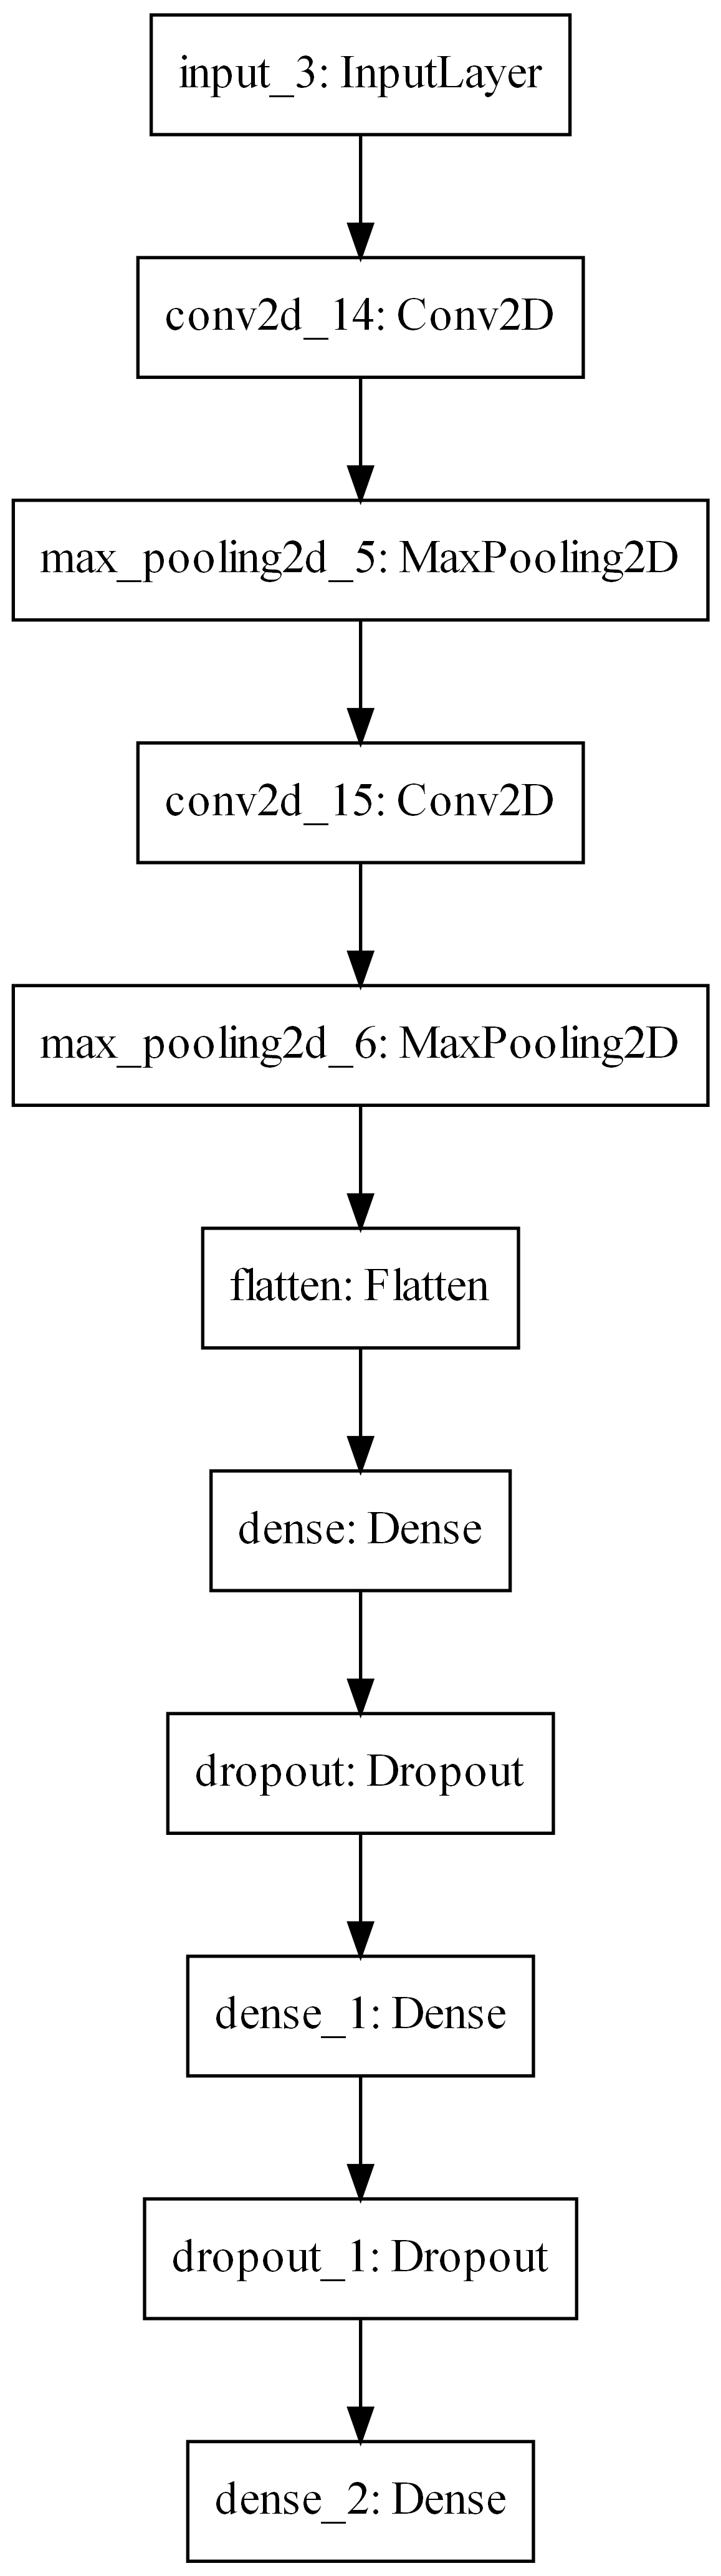 input_3: InputLayer
conv2d_14: Conv2D
max_pooling2d_5: MaxPooling2D
conv2d_15: Conv2D
max_pooling2d_6: MaxPooling2D
flatten: Flatten
dense: Dense
dropout: Dropout
dense_1: Dense
dropout_1: Dropout
dense_2: Dense